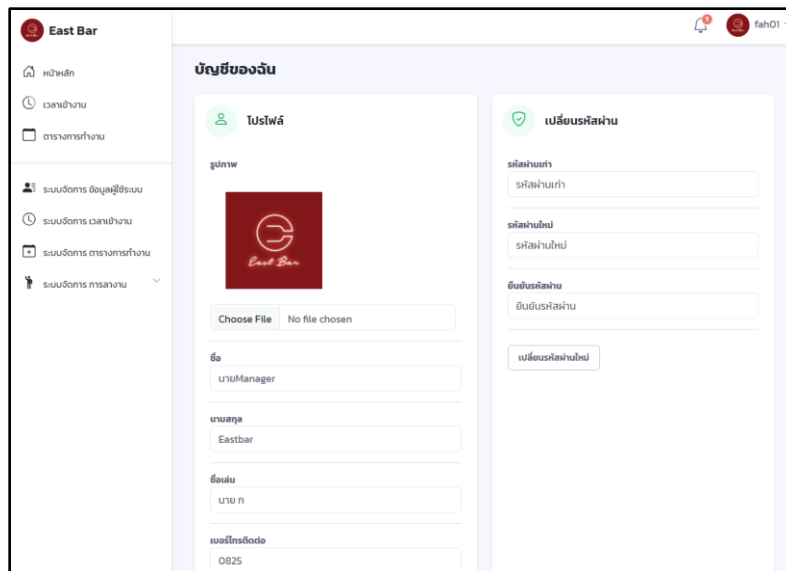 East Bar
1
fah01
หน้าหลัก
เวลาเข้างาน
ตารางการทำงาน
ระบบจัดการ ข้อมูลผู้ใช้ระบบ
ระบบจัดการ เวลาเข้างาน
ระบบจัดการ ตารางการทำงาน
ระบบจัดการ การลางาน
บัญชีของฉัน
โปรไฟล์
รูปภาพ
East Bar
Choose File No file chosen
ชื่อ
นายManager
นามสกุล
Eastbar
ชื่อเล่น
นาย ก
เบอร์โทรติดต่อ
0825
เปลี่ยนรหัสผ่าน
รหัสผ่านเก่า
รหัสผ่านเก่า
รหัสผ่านใหม่
รหัสผ่านใหม่
ยืนยันรหัสผ่าน
ยืนยันรหัสผ่าน
เปลี่ยนรหัสผ่านใหม่